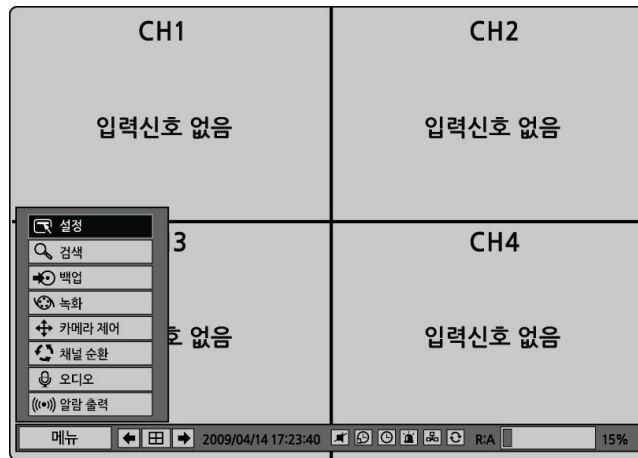 CH1
CH2
입력신호 없음
입력신호 없음
설정
검색
백업
녹화
카메라 제어
채널 순환
오디오
알람 출력
3
CH4
없음
입력신호 없음
메뉴
2009/04/14 17:23:40
R:A
15%